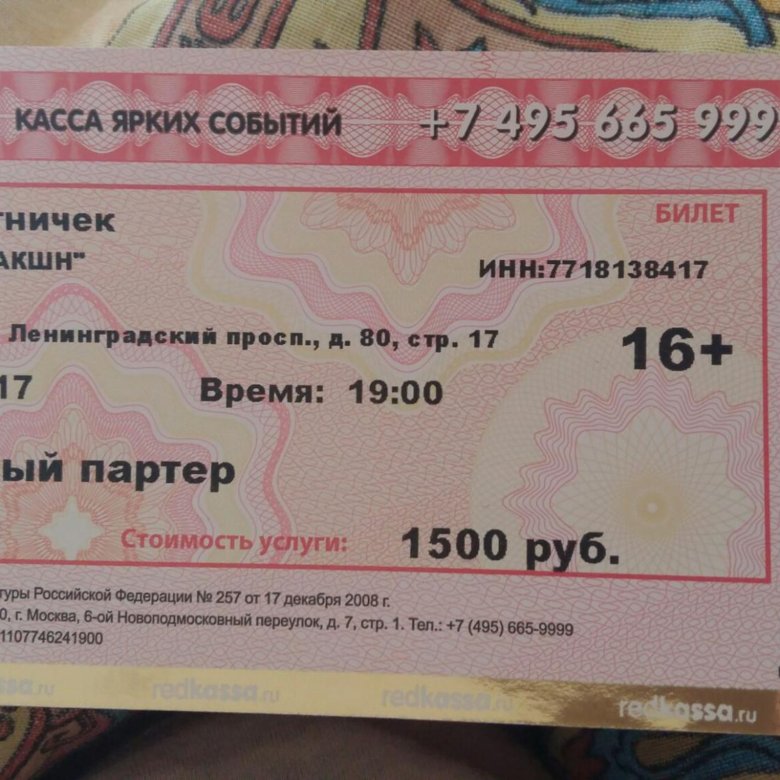 КАССА ЯРКИХ СОБЫТИЙ +7 495 665 999
тничек БИЛЕТ
АКШН" ИНН:7718138417
Ленинградский просп., д. 80, стр. 17 16+
17 Время: 19:00
ый партер
Стоимость услуги: 1500 руб.
туры Российской Федерации № 257 от 17 декабря 2008 г.
0, г. Москва, 6-ой Новоподмосковный переулок, д. 7, стр. 1. Тел.: +7 (495) 665-9999
1107746241900
ssa.ru redkassa.ru redkassa.ru redkassa.ru